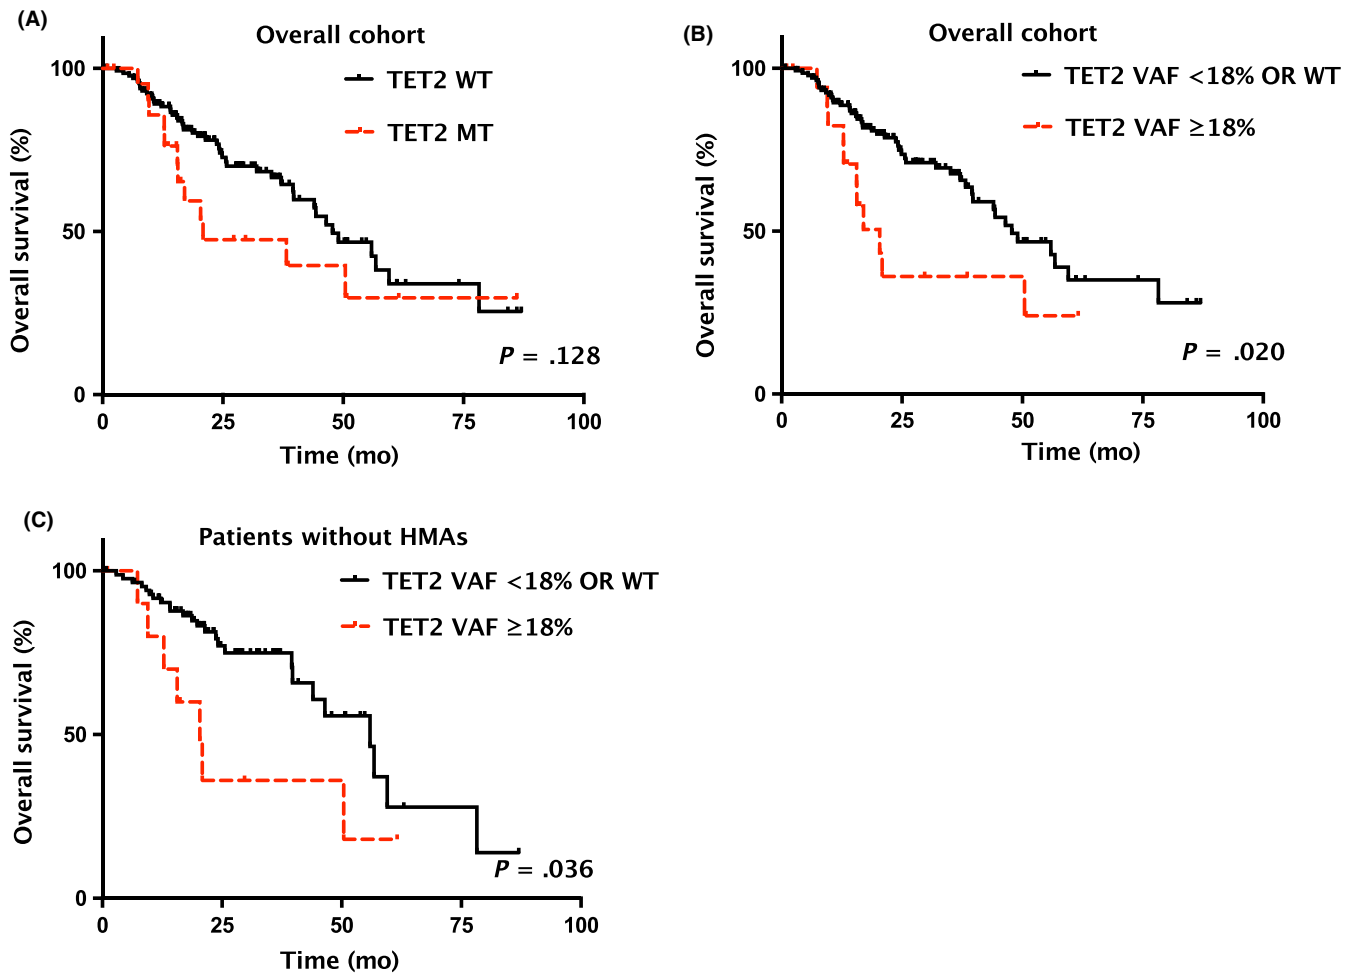 (A)
Overall cohort
TET2 WT
TET2 MT
Overall survival (%)
100
50
0
P = .128
0 25 50 75 100
Time (mo)
(B)
Overall cohort
TET2 VAF <18% OR WT
TET2 VAF ≥18%
Overall survival (%)
100
50
0
P = .020
0 25 50 75 100
Time (mo)
(C)
Patients without HMAs
TET2 VAF <18% OR WT
TET2 VAF ≥18%
Overall survival (%)
100
50
0
P = .036
0 25 50 75 100
Time (mo)